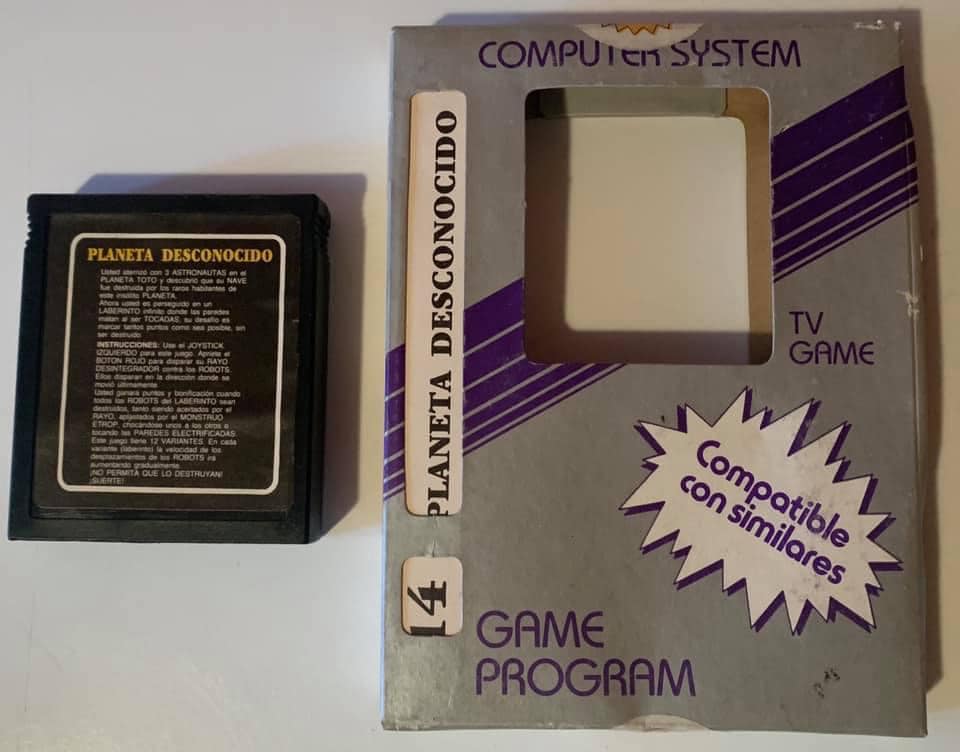 PLANETA DESCONOCIDO
Usted aterrizó con 3 ASTRONAUTAS en el
PLANETA TOTO y descubrió que su NAVE
fue destruida por los raros habitantes de
este insólito PLANETA.
Ahora usted es perseguido en un
LABERINTO infinito donde las paredes
matan al ser TOCADAS, su desafío es
marcar tantos puntos como sea posible, sin
ser destruido
INSTRUCCIONES: Use el JOYSTICK
IZQUIERDO para este juego. Apriete el
BOTON ROJO para disparar su RAYO
DESINTEGRADOR contra los ROBOTS.
Ellos disparan en la dirección donde se
movió últimamente
Usted ganará puntos y bonificación cuando
todos los ROBOTS del LABERINTO sean
destruidos, tanto siendo acertados por el
RAYO, aplastados por el MONSTRUO
ETROP, chocándose unos a los otros o
tocando las PAREDES ELECTRIFICADAS
Este juego tiene 12 VARIANTES. En cada
variante (laberinto) la velocidad de los
desplazamientos de los ROBOTS irá
aumentando gradualmente.
¡NO PERMITA QUE LO DESTRUYAN!
¡SUERTE!
COMPUTER SYSTEM
PLANETA DESCONOCIDO
14
TV
GAME
Compatible
con similares
GAME
PROGRAM